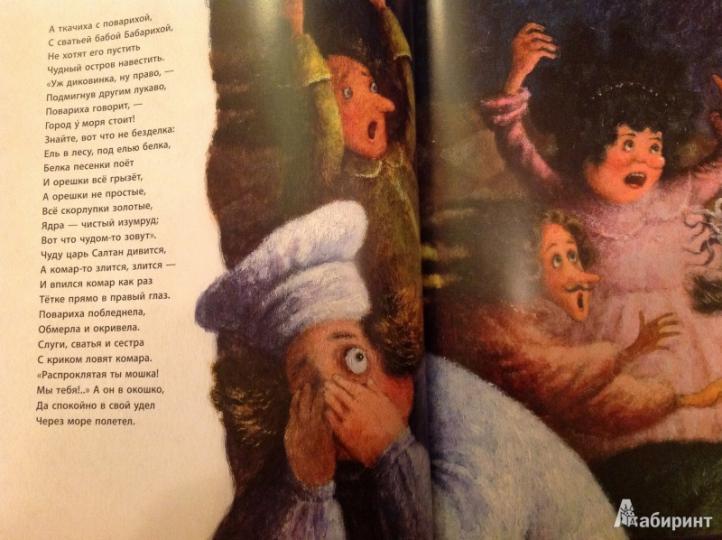 А ткачиха с поварихой,
С сватьей бабой Бабарихой,
Не хотят его пустить
Чудный остров навестить.
«Уж диковинка, ну право, —
Подмигнув другим лукаво,
Повариха говорит, —
Город у́ моря стоит!
Знайте, вот что не безделка:
Ель в лесу, под елью белка,
Белка песенки поёт
И орешки всё грызёт,
А орешки не простые,
Всё скорлупки золотые,
Ядра — чистый изумруд;
Вот что чудом-то зовут».
Чуду царь Салтан дивится,
А комар-то злится, злится —
И впился комар как раз
Тётке прямо в правый глаз.
Повариха побледнела,
Обмерла и окривела.
Слуги, сватья и сестра
С криком ловят комара.
«Распроклятая ты мошка!
Мы тебя!..» А он в окошко,
Да спокойно в свой удел
Через море полетел.
Лабиринт